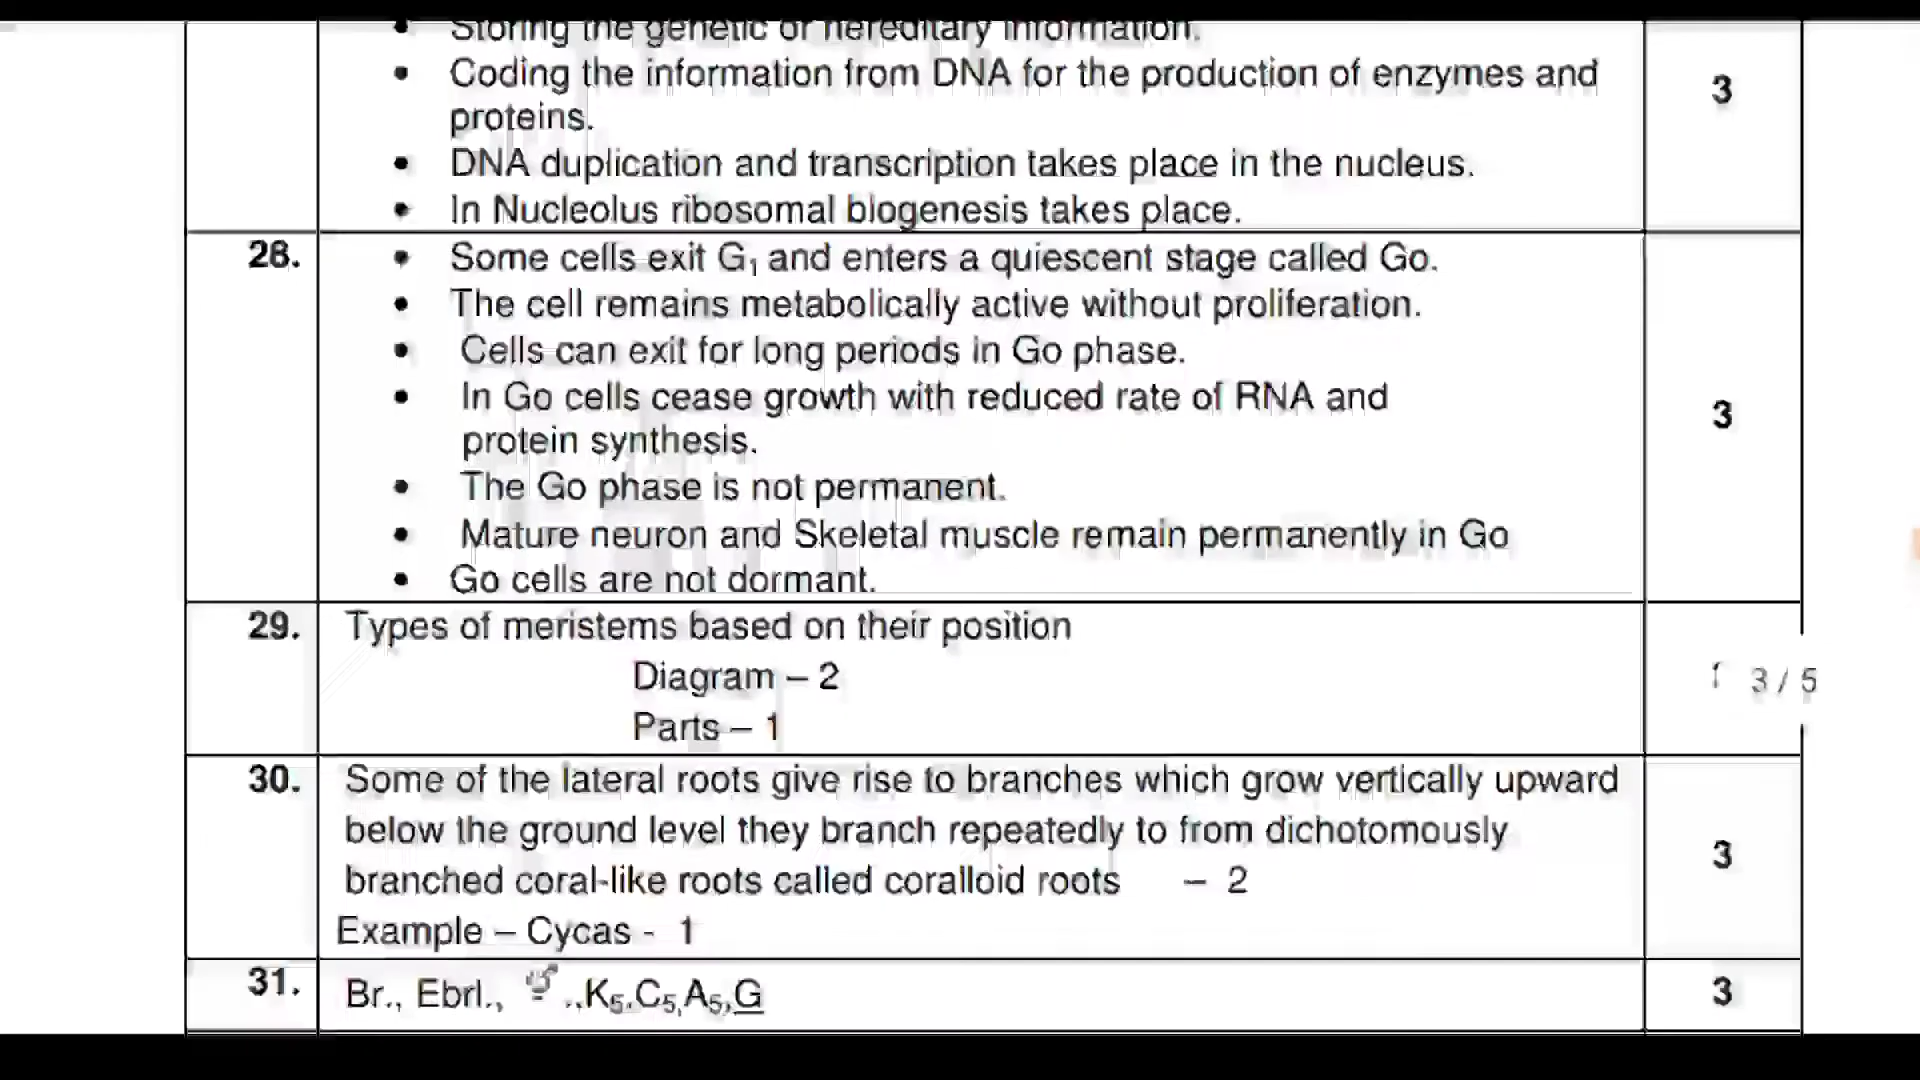 Storing the genetic or hereditary information.
Coding the information from DNA for the production of enzymes and
proteins.
3
DNA duplication and transcription takes place in the nucleus.
In Nucleolus ribosomal biogenesis takes place.
28.
Some cells exit G₁ and enters a quiescent stage called Go.
The cell remains metabolically active without proliferation.
Cells can exit for long periods in Go phase.
In Go cells cease growth with reduced rate of RNA and
3
protein synthesis.
The Go phase is not permanent.
Mature neuron and Skeletal muscle remain permanently in Go
Go cells are not dormant.
29. Types of meristems based on their position
Diagram – 2
3 / 5
Parts – 1
30. Some of the lateral roots give rise to branches which grow vertically upward
below the ground level they branch repeatedly to from dichotomously
3
branched coral-like roots called coralloid roots – 2
Example – Cycas - 1
31. Br., Ebrl., ⚥ ..K₅,C₅,A₅,G̲
3